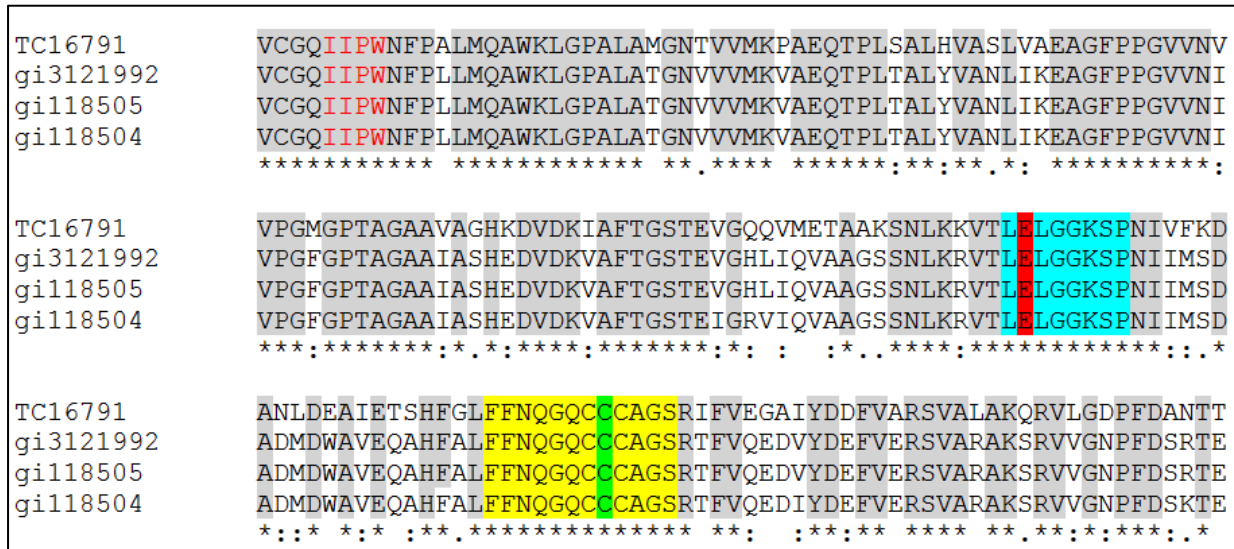 TC16791 VCGQIIPWNFPALMQAWKLGPALAMGNTVVMKPAEQTPLSALHVASLVAEAGFPPGVVNV
gi3121992 VCGQIIPWNFPLLMQAWKLGPALATGNVVVMKVAEQTPLTALYVANLIKEAGFPPGVVNI
gi118505 VCGQIIPWNFPLLMQAWKLGPALATGNVVVMKVAEQTPLTALYVANLIKEAGFPPGVVNI
gi118504 VCGQIIPWNFPLLMQAWKLGPALATGNVVVMKVAEQTPLTALYVANLIKEAGFPPGVVNI
*********** ************ **.**** ******:**:**.*: **********:
TC16791 VPGMGPTAGAAVAGHKDVDKIAFTGSTEVGQQVMETAAKSNLKKVTLELGGKSPNIVFKD
gi3121992 VPGFGPTAGAAIASHEDVDKVAFTGSTEVGHLIQVAAGSSNLKRVTLELGGKSPNIIMSD
gi118505 VPGFGPTAGAAIASHEDVDKVAFTGSTEVGHLIQVAAGSSNLKRVTLELGGKSPNIIMSD
gi118504 VPGFGPTAGAAIASHEDVDKVAFTGSTEIGRVIQVAAGSSNLKRVTLELGGKSPNIIMSD
***:*******:*.*:****:*******:*: :  :*..****:************::.*
TC16791 ANLDEAIETSHFGLFFNQGQCCCAGSRIFVEGAIYDDFVARSVALAKQRVLGDPFDANTT
gi3121992 ADMDWAVEQAHFALFFNQGQCCCAGSRTFVQEDVYDEFVERSVARAKSRVVGNPFDSRTE
gi118505 ADMDWAVEQAHFALFFNQGQCCCAGSRTFVQEDVYDEFVERSVARAKSRVVGNPFDSRTE
gi118504 ADMDWAVEQAHFALFFNQGQCCCAGSRTFVQEDIYDEFVERSVARAKSRVVGNPFDSKTE
*::* *:* :**.************** **:  :**:** **** **.**:*:***:.*